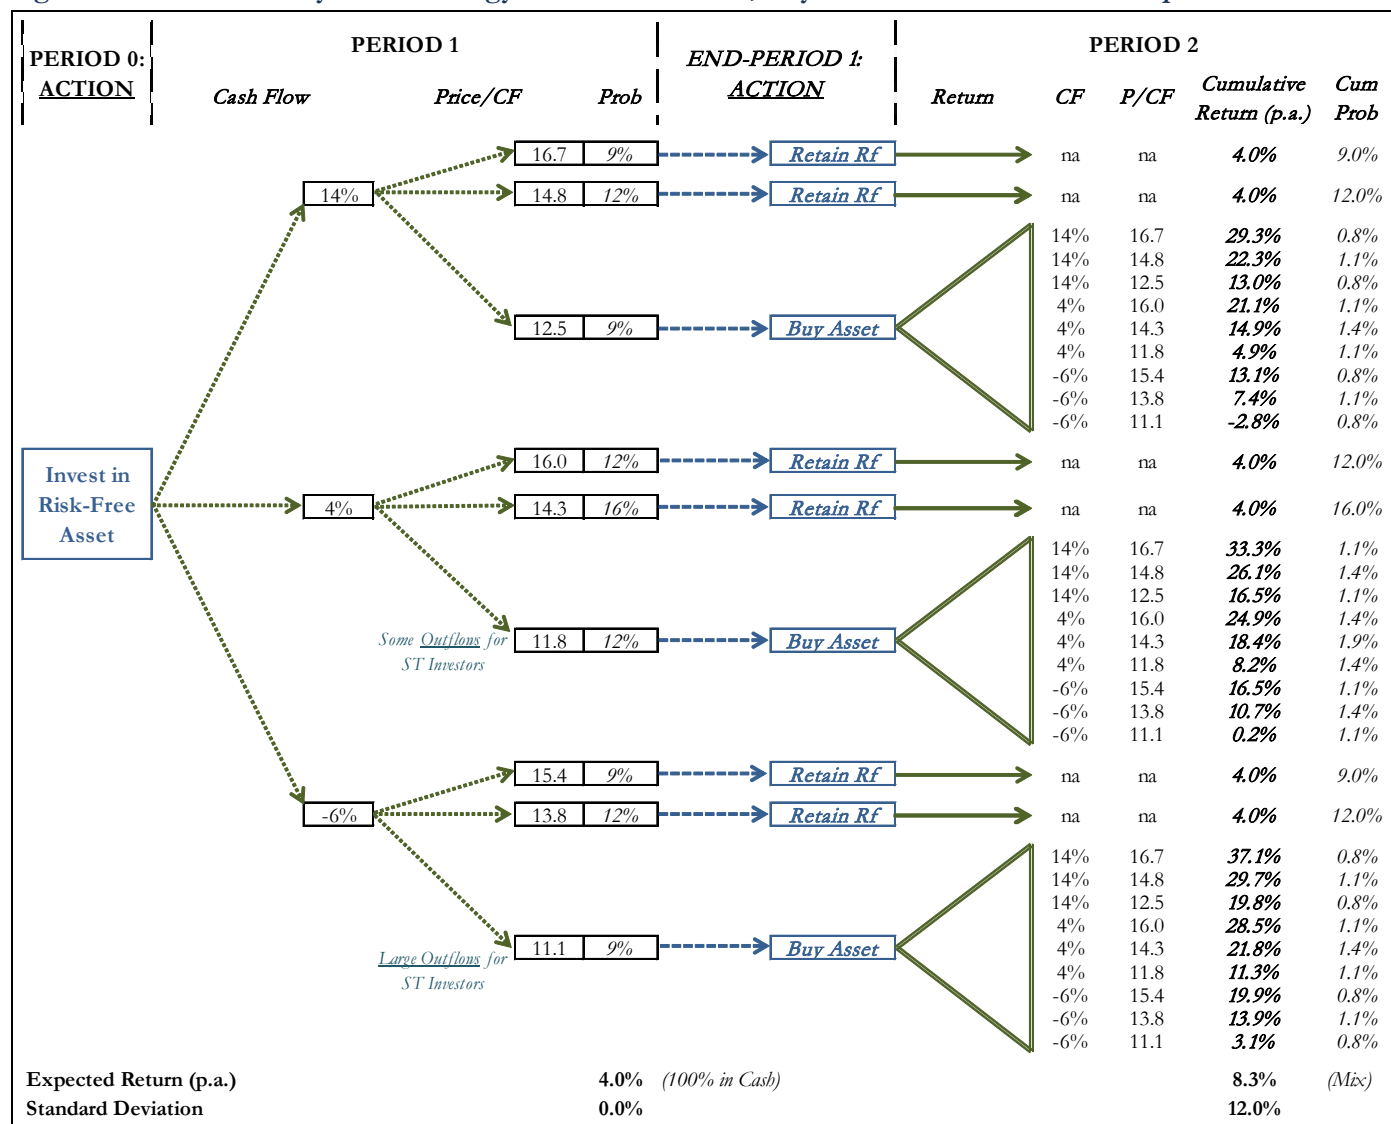 PERIOD 0:
ACTION
PERIOD 1
Cash Flow Price/CF Prob
END-PERIOD 1:
ACTION
PERIOD 2
Return CF P/CF Cumulative Return (p.a.) Cum Prob
16.7 9% Retain Rf na na 4.0% 9.0%
14% 14.8 12% Retain Rf na na 4.0% 12.0%
14% 16.7 29.3% 0.8%
14% 14.8 22.3% 1.1%
14% 12.5 13.0% 0.8%
4% 16.0 21.1% 1.1%
12.5 9% Buy Asset 4% 14.3 14.9% 1.4%
4% 11.8 4.9% 1.1%
-6% 15.4 13.1% 0.8%
-6% 13.8 7.4% 1.1%
-6% 11.1 -2.8% 0.8%
16.0 12% Retain Rf na na 4.0% 12.0%
Invest in
Risk-Free
Asset
4% 14.3 16% Retain Rf na na 4.0% 16.0%
14% 16.7 33.3% 1.1%
14% 14.8 26.1% 1.4%
14% 12.5 16.5% 1.1%
4% 16.0 24.9% 1.4%
Some Outflows for
ST Investors
11.8 12% Buy Asset 4% 14.3 18.4% 1.9%
4% 11.8 8.2% 1.4%
-6% 15.4 16.5% 1.1%
-6% 13.8 10.7% 1.4%
-6% 11.1 0.2% 1.1%
15.4 9% Retain Rf na na 4.0% 9.0%
-6% 13.8 12% Retain Rf na na 4.0% 12.0%
14% 16.7 37.1% 0.8%
14% 14.8 29.7% 1.1%
14% 12.5 19.8% 0.8%
4% 16.0 28.5% 1.1%
Large Outflows for
ST Investors
11.1 9% Buy Asset 4% 14.3 21.8% 1.4%
4% 11.8 11.3% 1.1%
-6% 15.4 19.9% 0.8%
-6% 13.8 13.9% 1.1%
-6% 11.1 3.1% 0.8%
Expected Return (p.a.) 4.0% (100% in Cash) 8.3% (Mix)
Standard Deviation 0.0% 12.0%